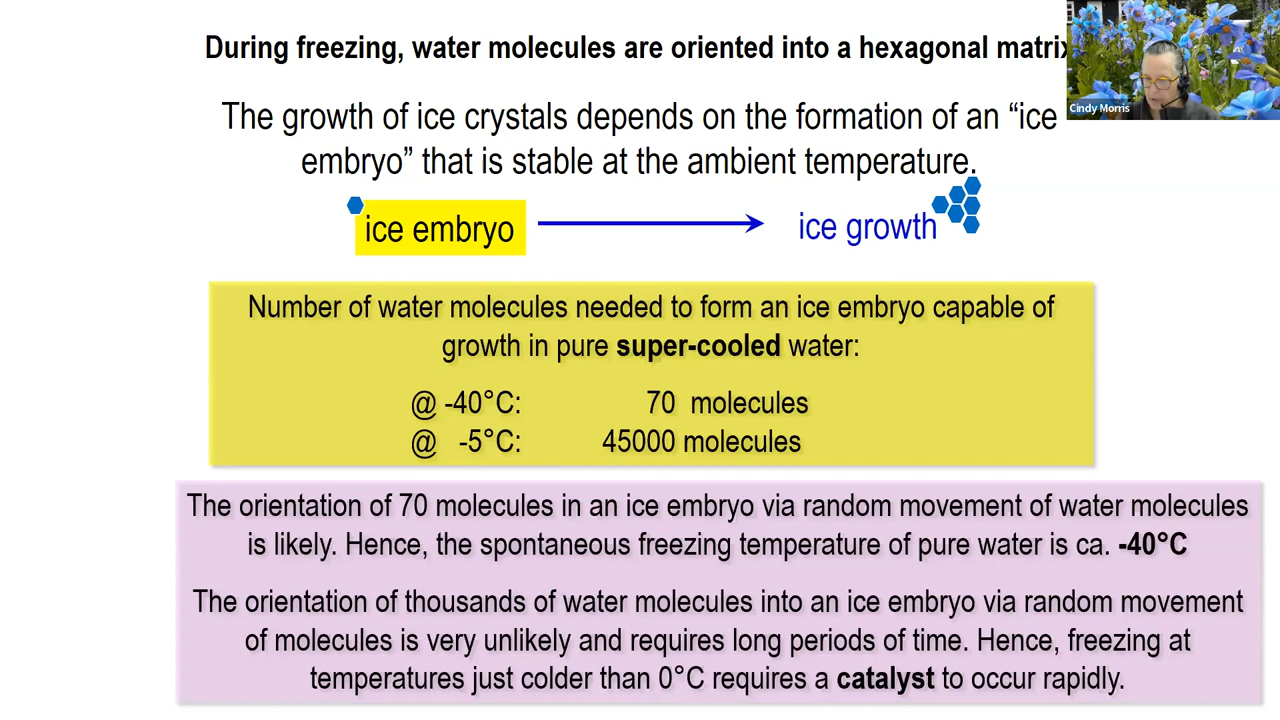 During freezing, water molecules are oriented into a hexagonal matrix
Cindy Morris
The growth of ice crystals depends on the formation of an “ice
embryo” that is stable at the ambient temperature.
ice embryo
ice growth
Number of water molecules needed to form an ice embryo capable of
growth in pure super-cooled water:
@ -40°C: 70 molecules
@ -5°C: 45000 molecules
The orientation of 70 molecules in an ice embryo via random movement of water molecules
is likely. Hence, the spontaneous freezing temperature of pure water is ca. -40°C
The orientation of thousands of water molecules into an ice embryo via random movement
of molecules is very unlikely and requires long periods of time. Hence, freezing at
temperatures just colder than 0°C requires a catalyst to occur rapidly.